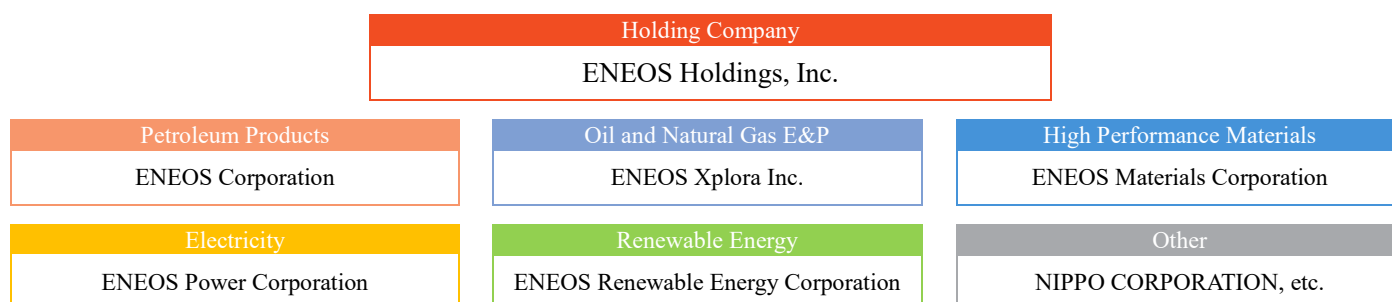 Holding Company
ENEOS Holdings, Inc.
Petroleum Products
ENEOS Corporation
Oil and Natural Gas E&P
ENEOS Xplora Inc.
High Performance Materials
ENEOS Materials Corporation
Electricity
ENEOS Power Corporation
Renewable Energy
ENEOS Renewable Energy Corporation
Other
NIPPO CORPORATION, etc.